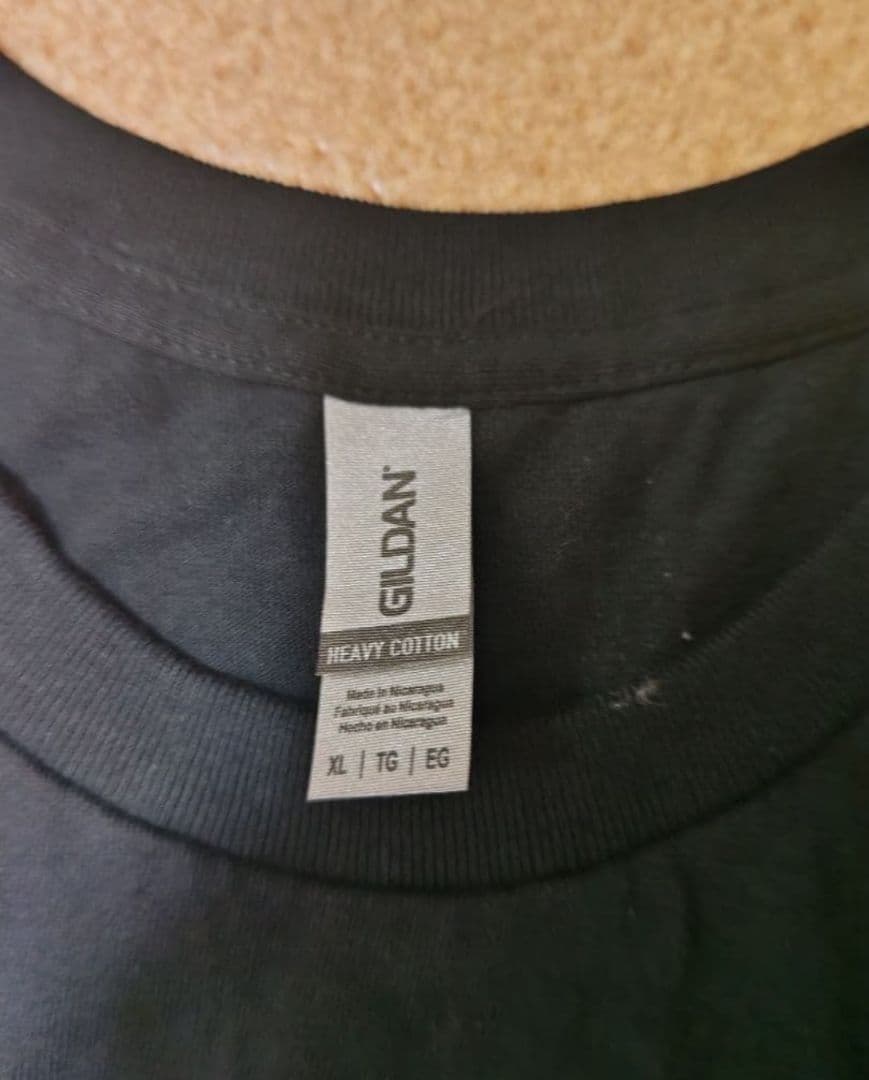 GILDAN
HEAVY COTTON
Made in Nicaragua
Fabriqué au Nicaragua
Hecho en Nicaragua
XL | TG | EG